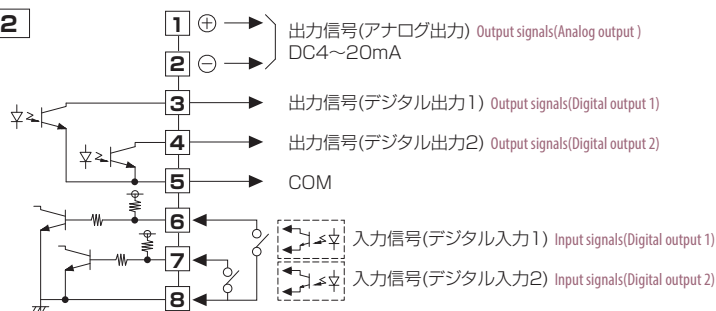 2
1 ⊕ 出力信号(アナログ出力) Output signals(Analog output )
2 ⊖ DC4～20mA
3 出力信号(デジタル出力1) Output signals(Digital output 1)
4 出力信号(デジタル出力2) Output signals(Digital output 2)
5 COM
6 入力信号(デジタル入力1) Input signals(Digital output 1)
7 入力信号(デジタル入力2) Input signals(Digital output 2)
8